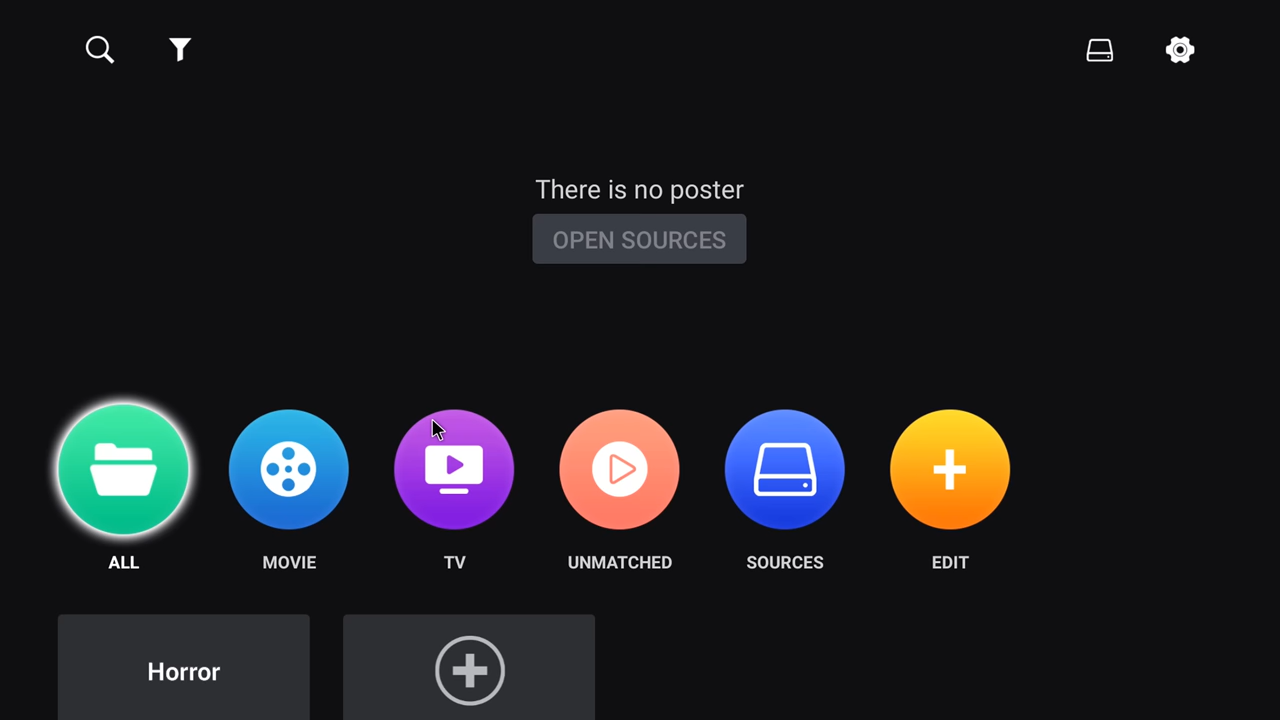 There is no poster
OPEN SOURCES
ALL
MOVIE
TV
UNMATCHED
SOURCES
EDIT
Horror